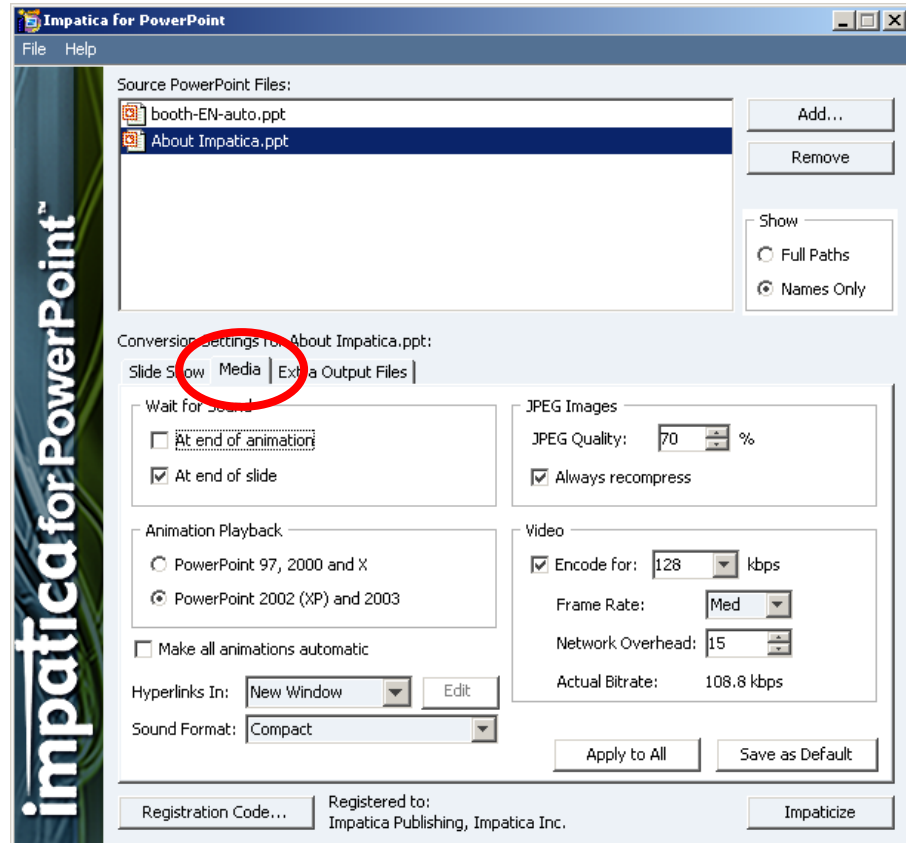 Impatica for PowerPoint
File Help
Source PowerPoint Files:
booth-EN-auto.ppt
About Impatica.ppt
Add...
Remove
Show
Full Paths
Names Only
impatica for PowerPoint™
Conversion Settings for About Impatica.ppt:
Slide Show Media Extra Output Files
Wait for Sound
At end of animation
At end of slide
Animation Playback
PowerPoint 97, 2000 and X
PowerPoint 2002 (XP) and 2003
Make all animations automatic
Hyperlinks In: New Window Edit
Sound Format: Compact
JPEG Images
JPEG Quality: 70 %
Always recompress
Video
Encode for: 128 kbps
Frame Rate: Med
Network Overhead: 15
Actual Bitrate: 108.8 kbps
Apply to All Save as Default
Registration Code...
Registered to:
Impatica Publishing, Impatica Inc.
Impaticize